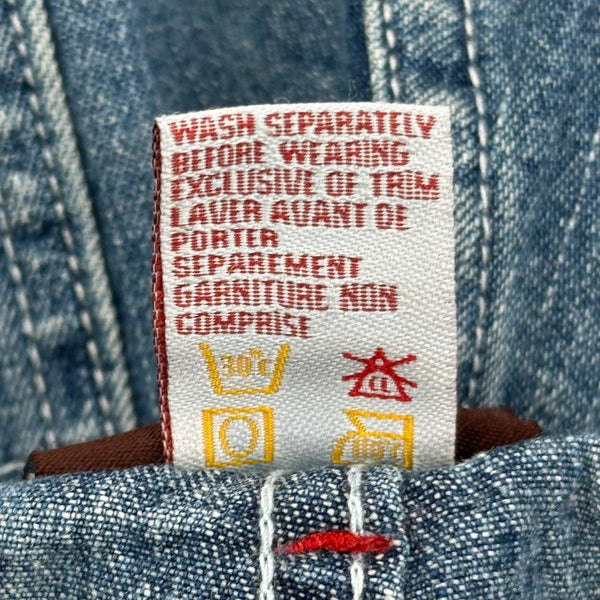 WASH SEPARATELY
BEFORE WEARING
EXCLUSIVE OF TRIM
LAVER AVANT DE
PORTER
SEPAREMENT
GARNITURE NON
COMPRISE
30°C